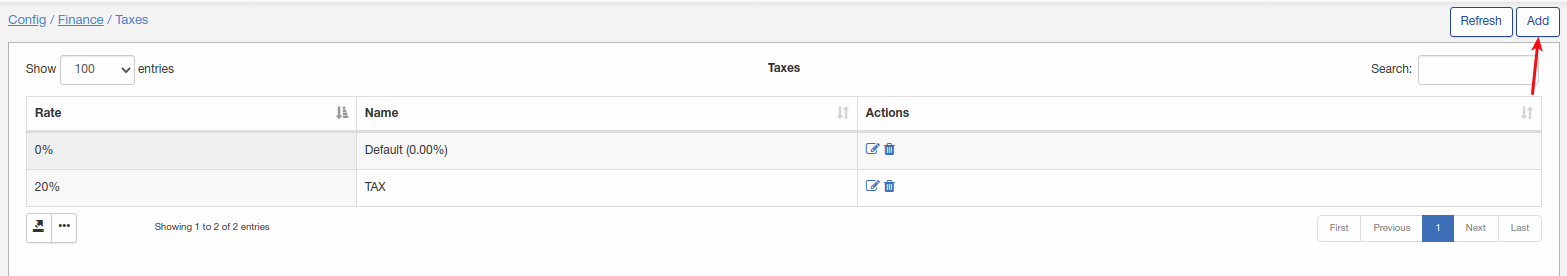 Config / Finance / Taxes
Refresh Add
Show 100 entries Taxes Search:
Rate Name Actions
0% Default (0.00%)
20% TAX
Showing 1 to 2 of 2 entries First Previous 1 Next Last